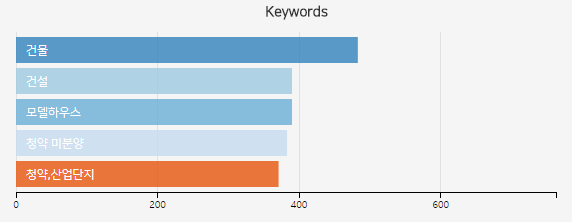 Keywords
건물
건설
모델하우스
청약 미분양
청약,산업단지
0 200 400 600